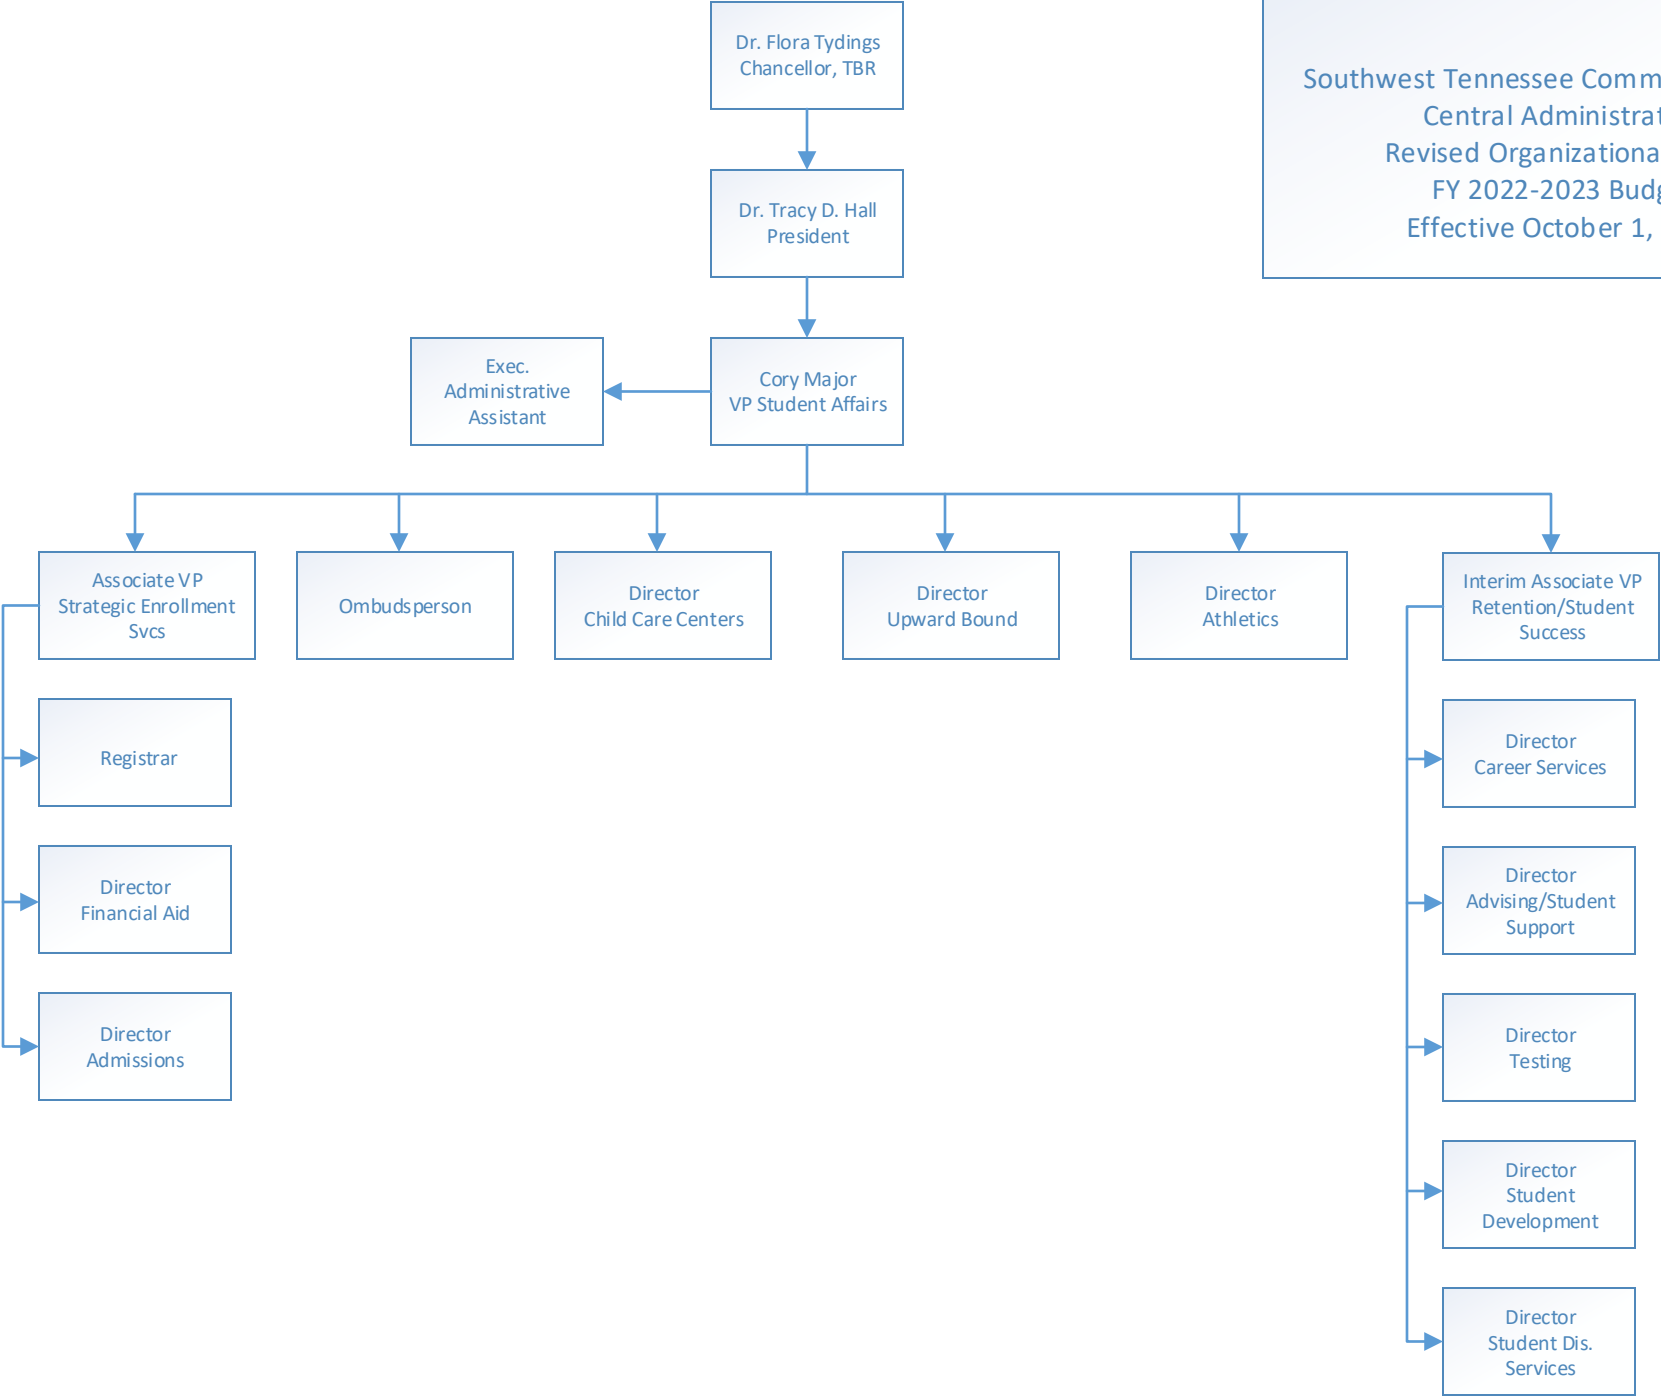 Dr. Flora Tydings
Chancellor, TBR
Southwest Tennessee Comm
Central Administrat
Revised Organizationa
FY 2022-2023 Budg
Effective October 1,
Dr. Tracy D. Hall
President
Exec.
Administrative
Assistant
Cory Major
VP Student Affairs
Associate VP
Strategic Enrollment
Svcs
Ombudsperson
Director
Child Care Centers
Director
Upward Bound
Director
Athletics
Interim Associate VP
Retention/Student
Success
Registrar
Director
Financial Aid
Director
Admissions
Director
Career Services
Director
Advising/Student
Support
Director
Testing
Director
Student
Development
Director
Student Dis.
Services